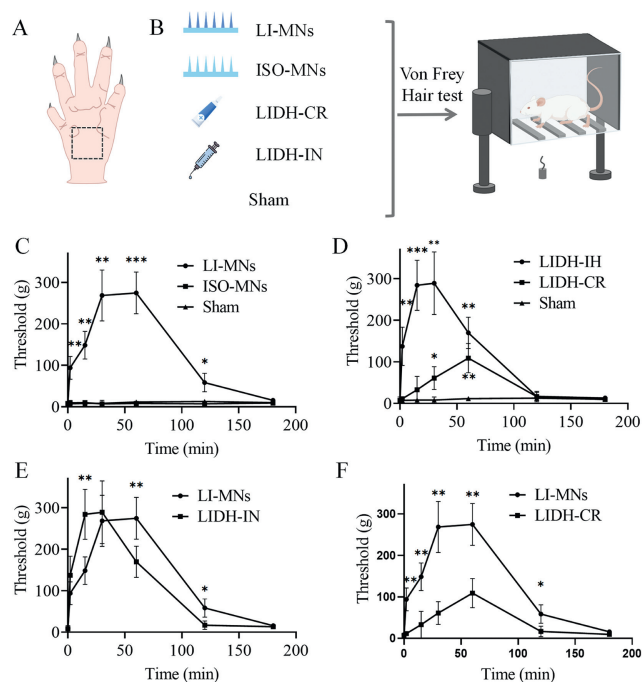 A
B
LI-MNs
ISO-MNs
LIDH-CR
LIDH-IN
Sham
Von Frey
Hair test
C
Threshold (g)
300
200
100
0
** ** ** *** *
LI-MNs
ISO-MNs
Sham
0 50 100 150 200
Time (min)
D
Threshold (g)
300
200
100
0
** *** ** ** * **
LIDH-IH
LIDH-CR
Sham
0 50 100 150 200
Time (min)
E
Threshold (g)
300
200
100
0
** ** *
LI-MNs
LIDH-IN
0 50 100 150 200
Time (min)
F
Threshold (g)
300
200
100
0
** ** ** ** *
LI-MNs
LIDH-CR
0 50 100 150 200
Time (min)